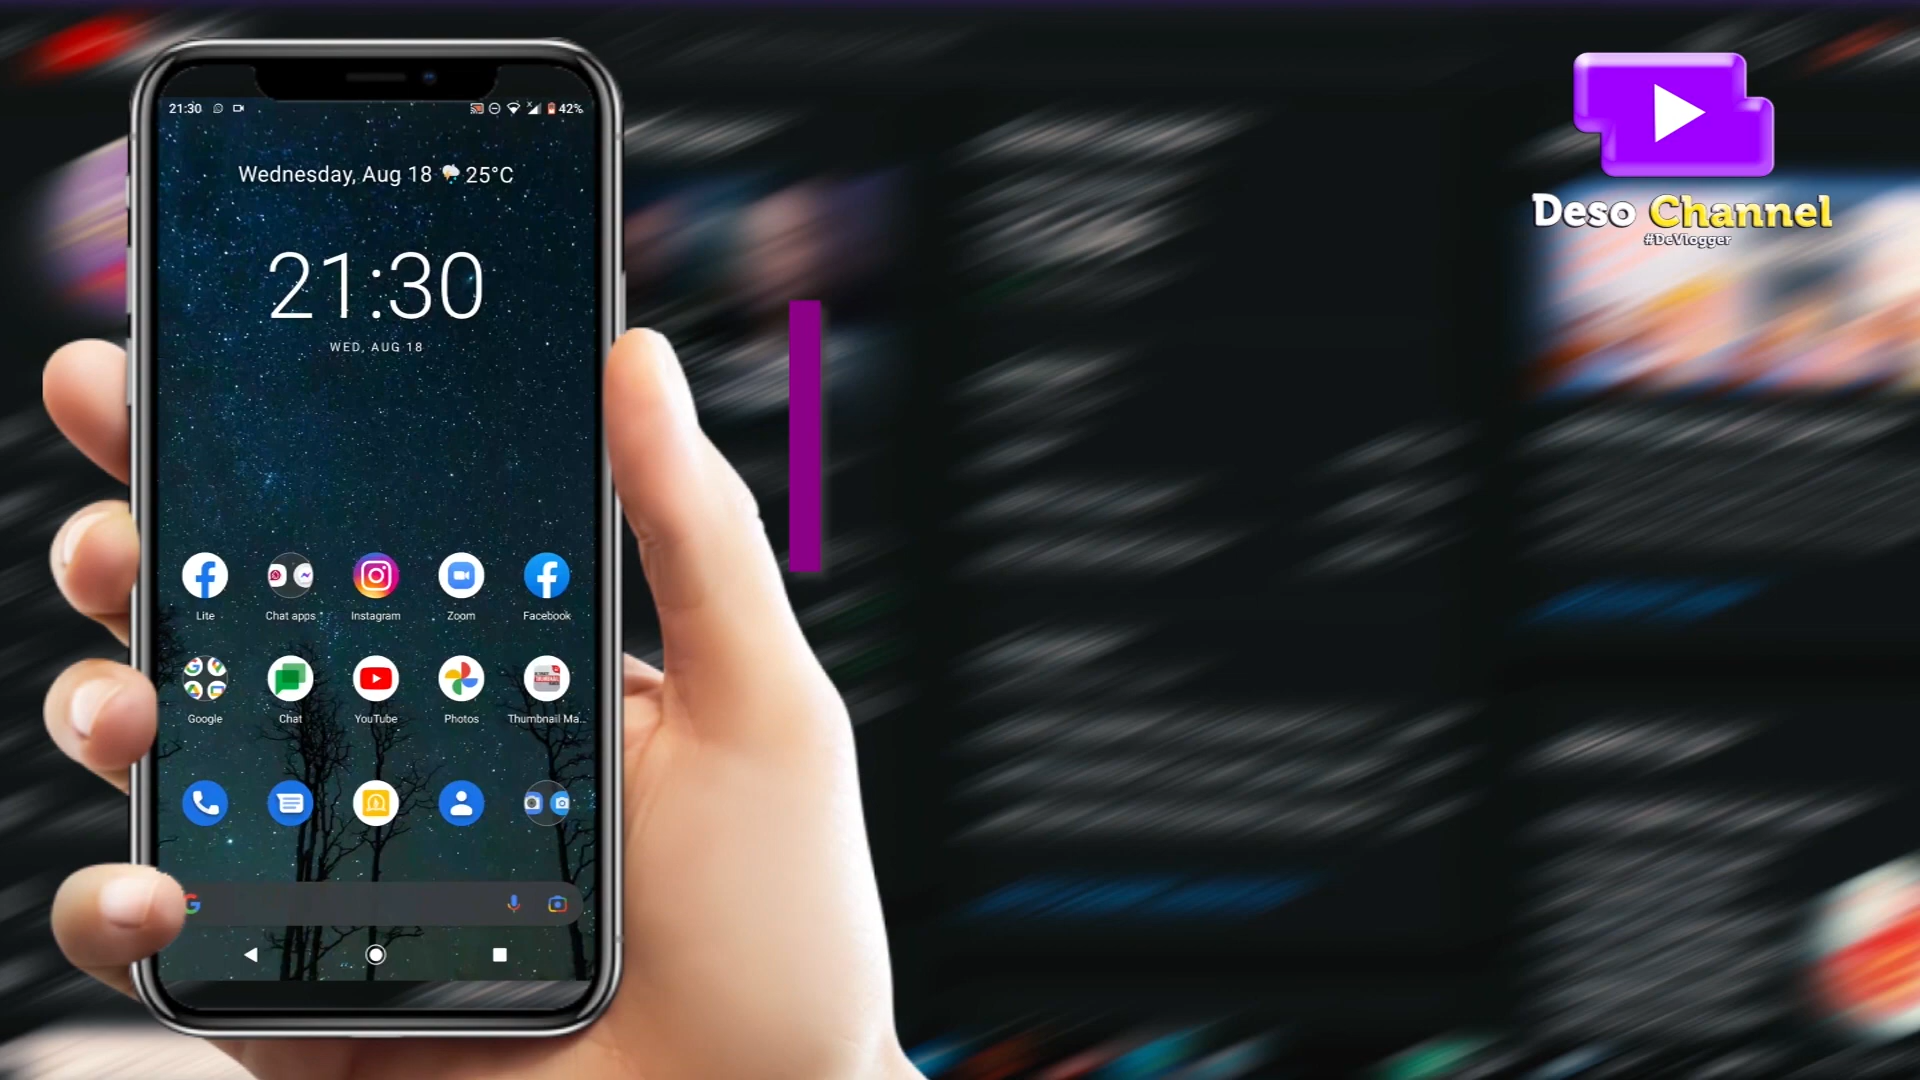 21:30
42%
Wednesday, Aug 18 25°C
21:30
WED, AUG 18
Lite
Chat apps
Instagram
Zoom
Facebook
Google
Chat
YouTube
Photos
Thumbnail Ma..
Deso Channel
#DeVlogger